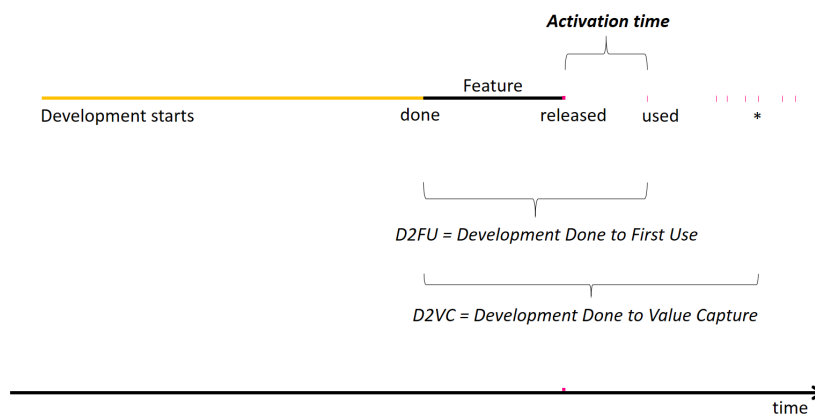 Activation time
Feature
Development starts
done
released
used
*
D2FU = Development Done to First Use
D2VC = Development Done to Value Capture
time